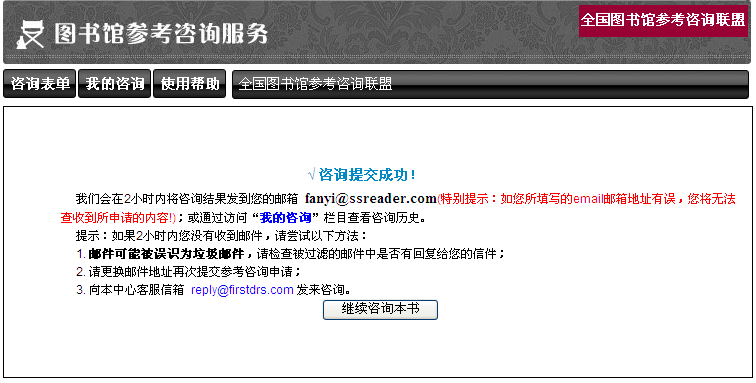 图书馆参考咨询服务
全国图书馆参考咨询联盟
咨询表单 我的咨询 使用帮助 全国图书馆参考咨询联盟
√咨询提交成功！
我们会在2小时内将咨询结果发到您的邮箱 fanyi@ssreader.com(特别提示：如您所填写的email邮箱地址有误，您将无法
查收到所申请的内容!)；或通过访问“我的咨询”栏目查看咨询历史。
提示：如果2小时内您没有收到邮件，请尝试以下方法：
1. 邮件可能被误识为垃圾邮件，请检查被过滤的邮件中是否有回复给您的信件；
2. 请更换邮件地址再次提交参考咨询申请；
3. 向本中心客服信箱 reply@firstdrs.com 发来咨询。
继续咨询本书